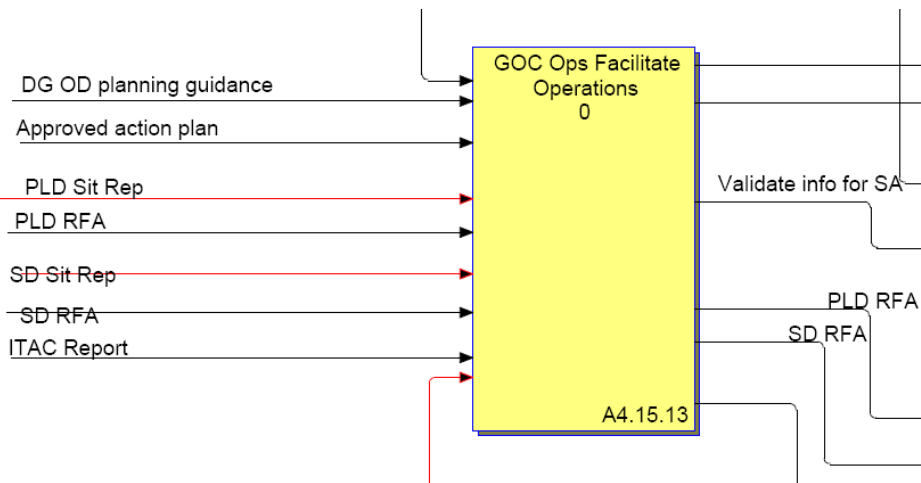 GOC Ops Facilitate
Operations
0
DG OD planning guidance
Approved action plan
PLD Sit Rep
PLD RFA
SD Sit Rep
SD RFA
ITAC Report
Validate info for SA
PLD RFA
SD RFA
A4.15.13